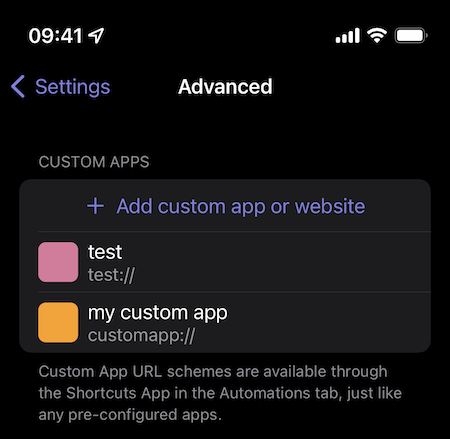 09:41
Settings
Advanced
CUSTOM APPS
+ Add custom app or website
test
test://
my custom app
customapp://
Custom App URL schemes are available through
the Shortcuts App in the Automations tab, just like
any pre-configured apps.